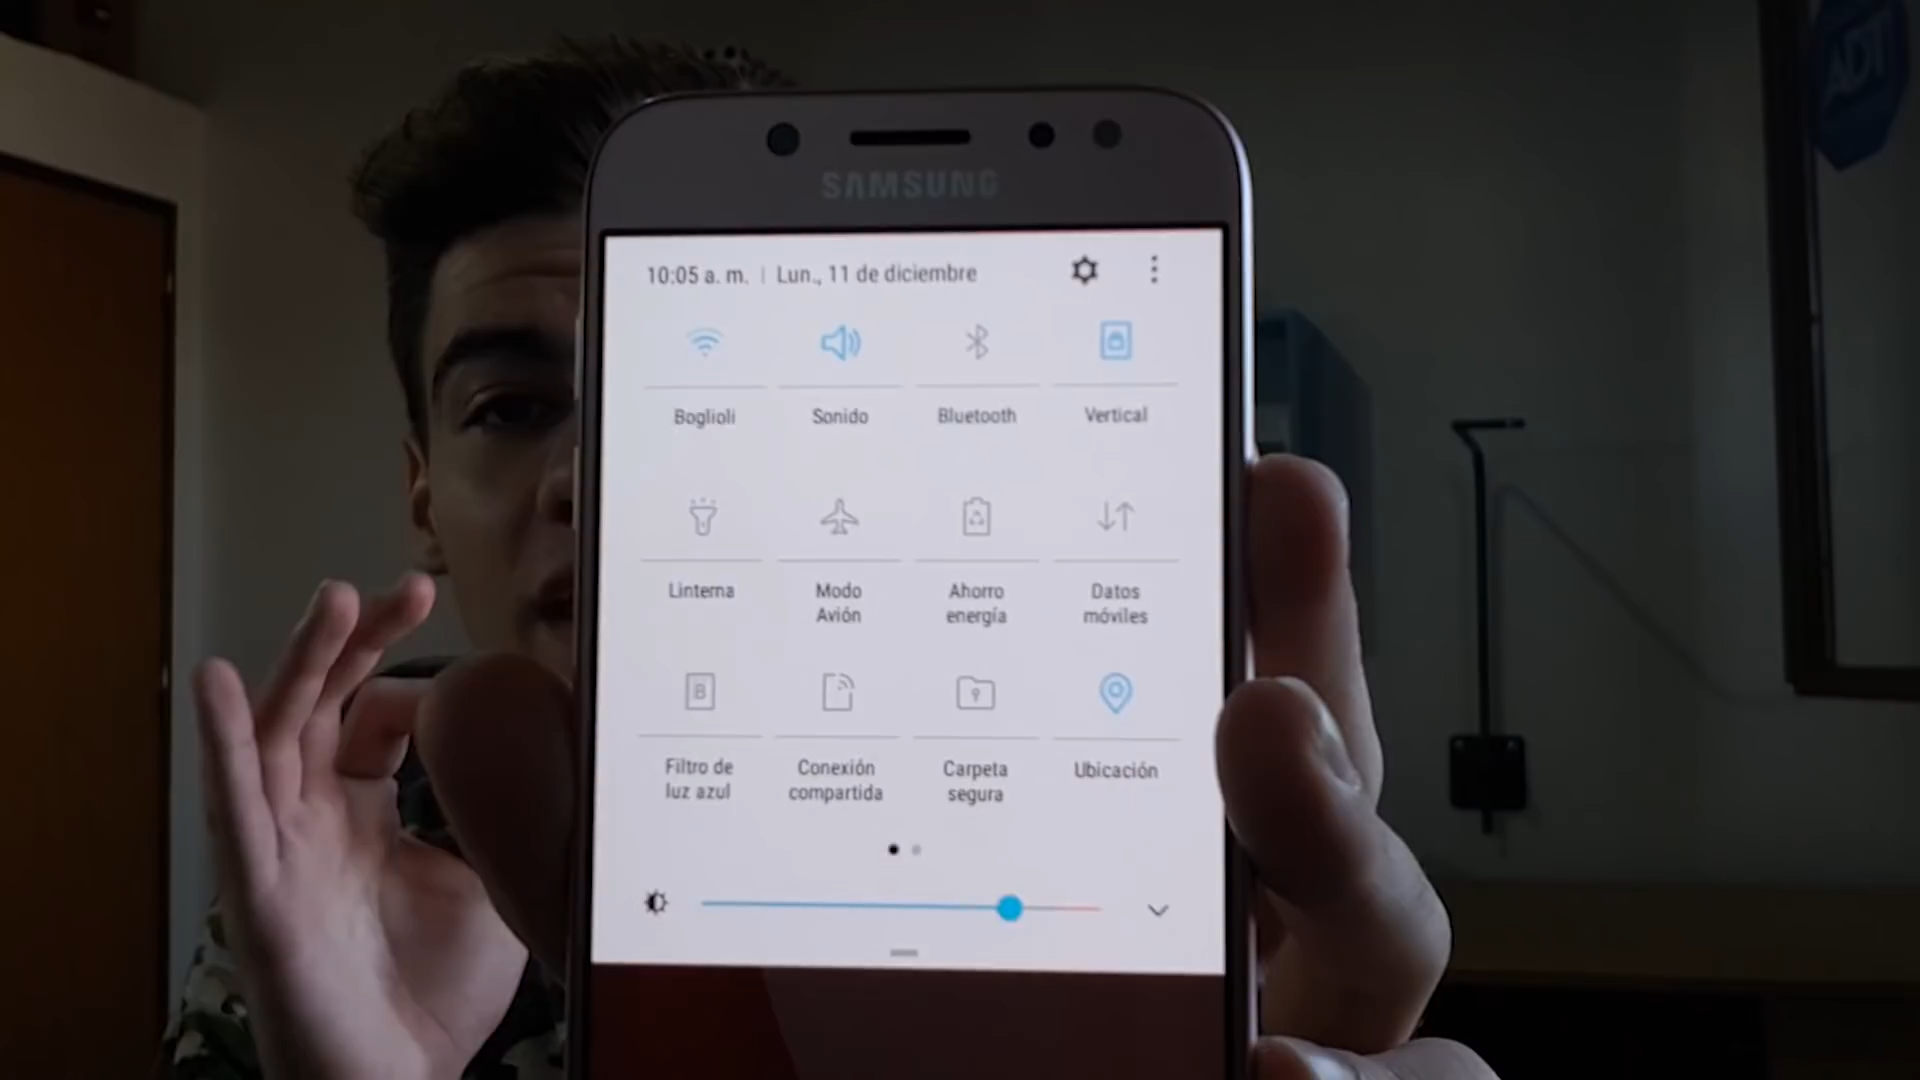 ADT
SAMSUNG
10:05 a. m. | Lun., 11 de diciembre
Boglioli Sonido Bluetooth Vertical
Linterna Modo Avión Ahorro energía Datos móviles
B
Filtro de luz azul Conexión compartida Carpeta segura Ubicación